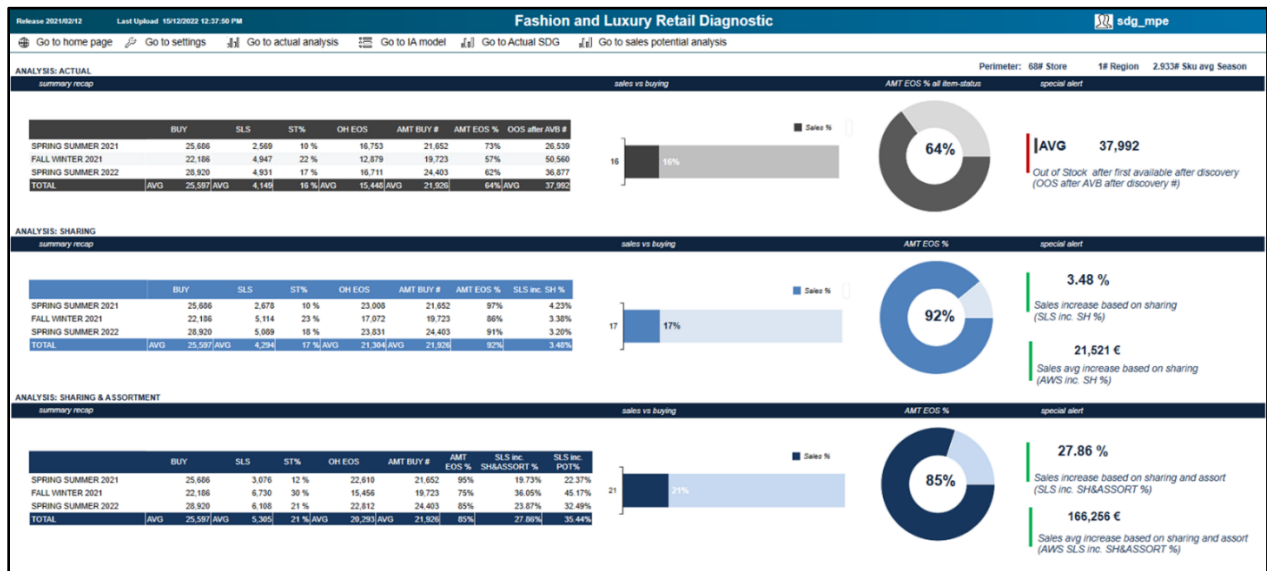 Release 2021/02/12 Last Upload 15/12/2022 12:37:50 PM Fashion and Luxury Retail Diagnostic sdg_mpe
Go to home page Go to settings Go to actual analysis Go to IA model Go to Actual SDG Go to sales potential analysis
Perimeter: 68# Store 1# Region 2.933# Sku avg Season
ANALYSIS: ACTUAL
summary recap sales vs buying AMT EOS % all item-status special alert
BUY SLS ST% OH EOS AMT BUY # AMT EOS % OOS after AVB #
SPRING SUMMER 2021 25,686 2,569 10 % 16,753 21,652 73% 26,539
FALL WINTER 2021 22,186 4,947 22 % 12,879 19,723 57% 50,560
SPRING SUMMER 2022 28,920 4,931 17 % 16,711 24,403 62% 36,877
TOTAL AVG 25,597 AVG 4,149 16 % AVG 15,448 AVG 21,926 64% AVG 37,992
Sales %
16 16%
64%
AVG 37,992
Out of Stock after first available after discovery
(OOS after AVB after discovery #)
ANALYSIS: SHARING
summary recap sales vs buying AMT EOS % special alert
BUY SLS ST% OH EOS AMT BUY # AMT EOS % SLS inc. SH %
SPRING SUMMER 2021 25,686 2,678 10 % 23,008 21,652 97% 4.23%
FALL WINTER 2021 22,186 5,114 23 % 17,072 19,723 86% 3.38%
SPRING SUMMER 2022 28,920 5,089 18 % 23,831 24,403 91% 3.20%
TOTAL AVG 25,597 AVG 4,294 17 % AVG 21,304 AVG 21,926 92% 3.48%
Sales %
17 17%
92%
3.48 %
Sales increase based on sharing
(SLS inc. SH %)
21,521 €
Sales avg increase based on sharing
(AWS inc. SH %)
ANALYSIS: SHARING & ASSORTMENT
summary recap sales vs buying AMT EOS % special alert
BUY SLS ST% OH EOS AMT BUY # AMT EOS % SLS inc. SH&ASSORT % SLS inc. POT%
SPRING SUMMER 2021 25,686 3,076 12 % 22,610 21,652 95% 19.73% 22.37%
FALL WINTER 2021 22,186 6,730 30 % 15,456 19,723 75% 36.05% 45.17%
SPRING SUMMER 2022 28,920 6,108 21 % 22,812 24,403 85% 23.87% 32.49%
TOTAL AVG 25,597 AVG 5,305 21 % AVG 20,293 AVG 21,926 85% 27.86% 35.44%
Sales %
21 21%
85%
27.86 %
Sales increase based on sharing and assort
(SLS inc. SH&ASSORT %)
166,256 €
Sales avg increase based on sharing and assort
(AWS SLS inc. SH&ASSORT %)